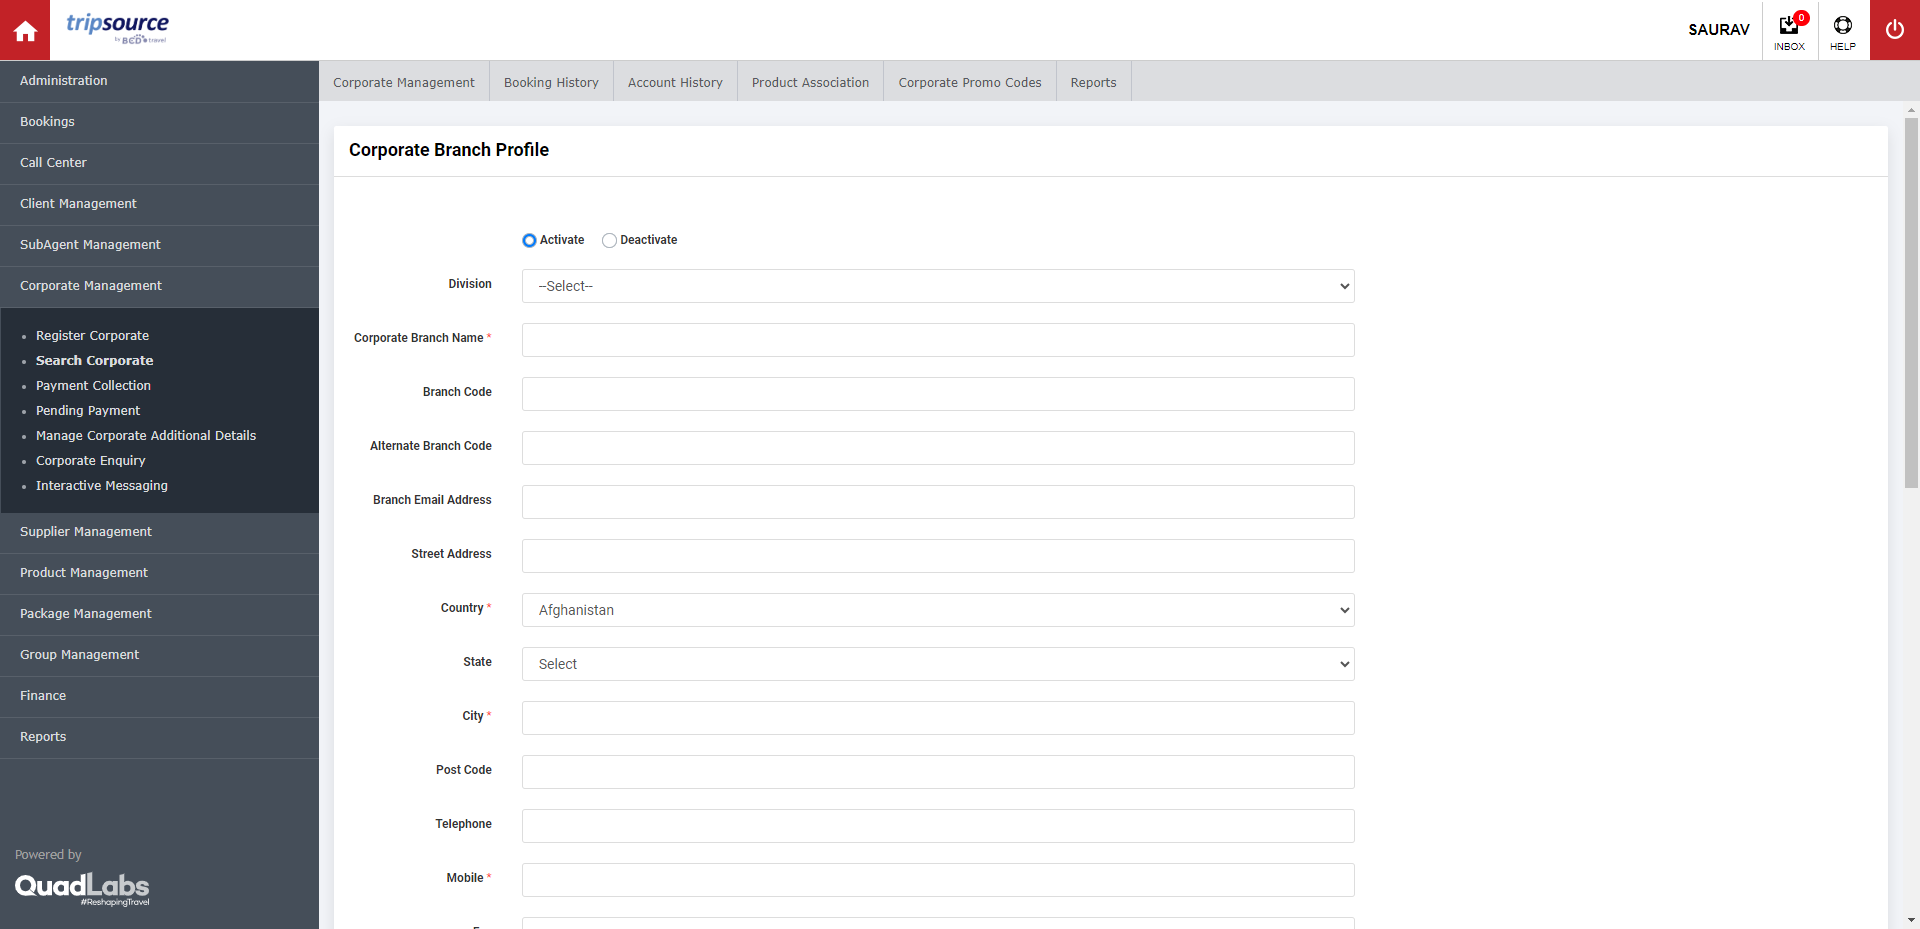 tripsource
by BCD travel
SAURAV
0
INBOX
HELP
Administration
Bookings
Call Center
Client Management
SubAgent Management
Corporate Management
Register Corporate
Search Corporate
Payment Collection
Pending Payment
Manage Corporate Additional Details
Corporate Enquiry
Interactive Messaging
Supplier Management
Product Management
Package Management
Group Management
Finance
Reports
Powered by
QuadLabs
#ReshapingTravel
Corporate Management
Booking History
Account History
Product Association
Corporate Promo Codes
Reports
Corporate Branch Profile
Activate
Deactivate
Division
--Select--
Corporate Branch Name *
Branch Code
Alternate Branch Code
Branch Email Address
Street Address
Country *
Afghanistan
State
Select
City *
Post Code
Telephone
Mobile *